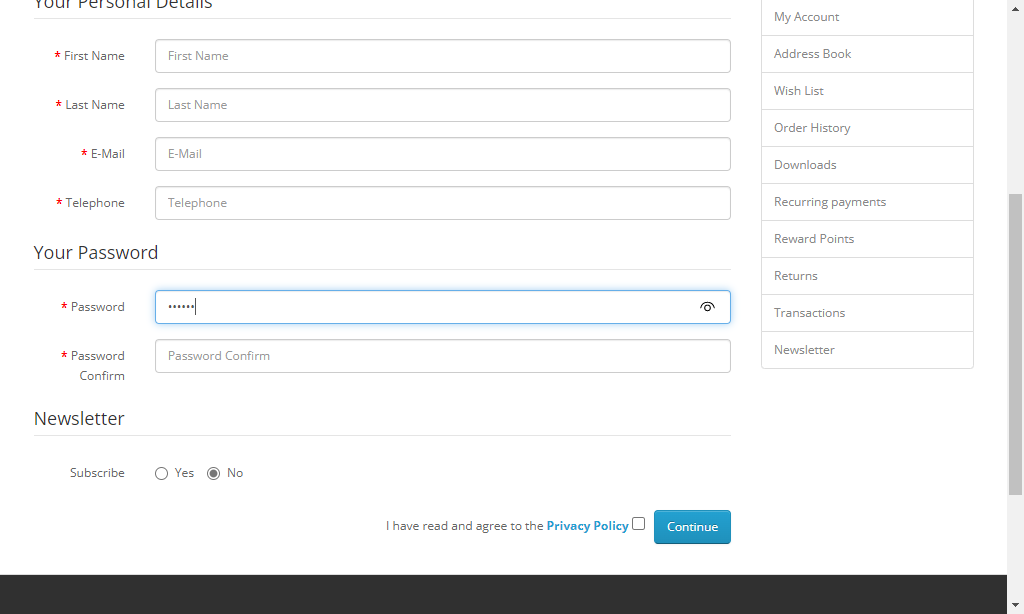 Your Personal Details
* First Name
First Name
* Last Name
Last Name
* E-Mail
E-Mail
* Telephone
Telephone
Your Password
* Password
••••••
* Password
Confirm
Password Confirm
Newsletter
Subscribe
Yes
No
I have read and agree to the Privacy Policy
Continue
My Account
Address Book
Wish List
Order History
Downloads
Recurring payments
Reward Points
Returns
Transactions
Newsletter